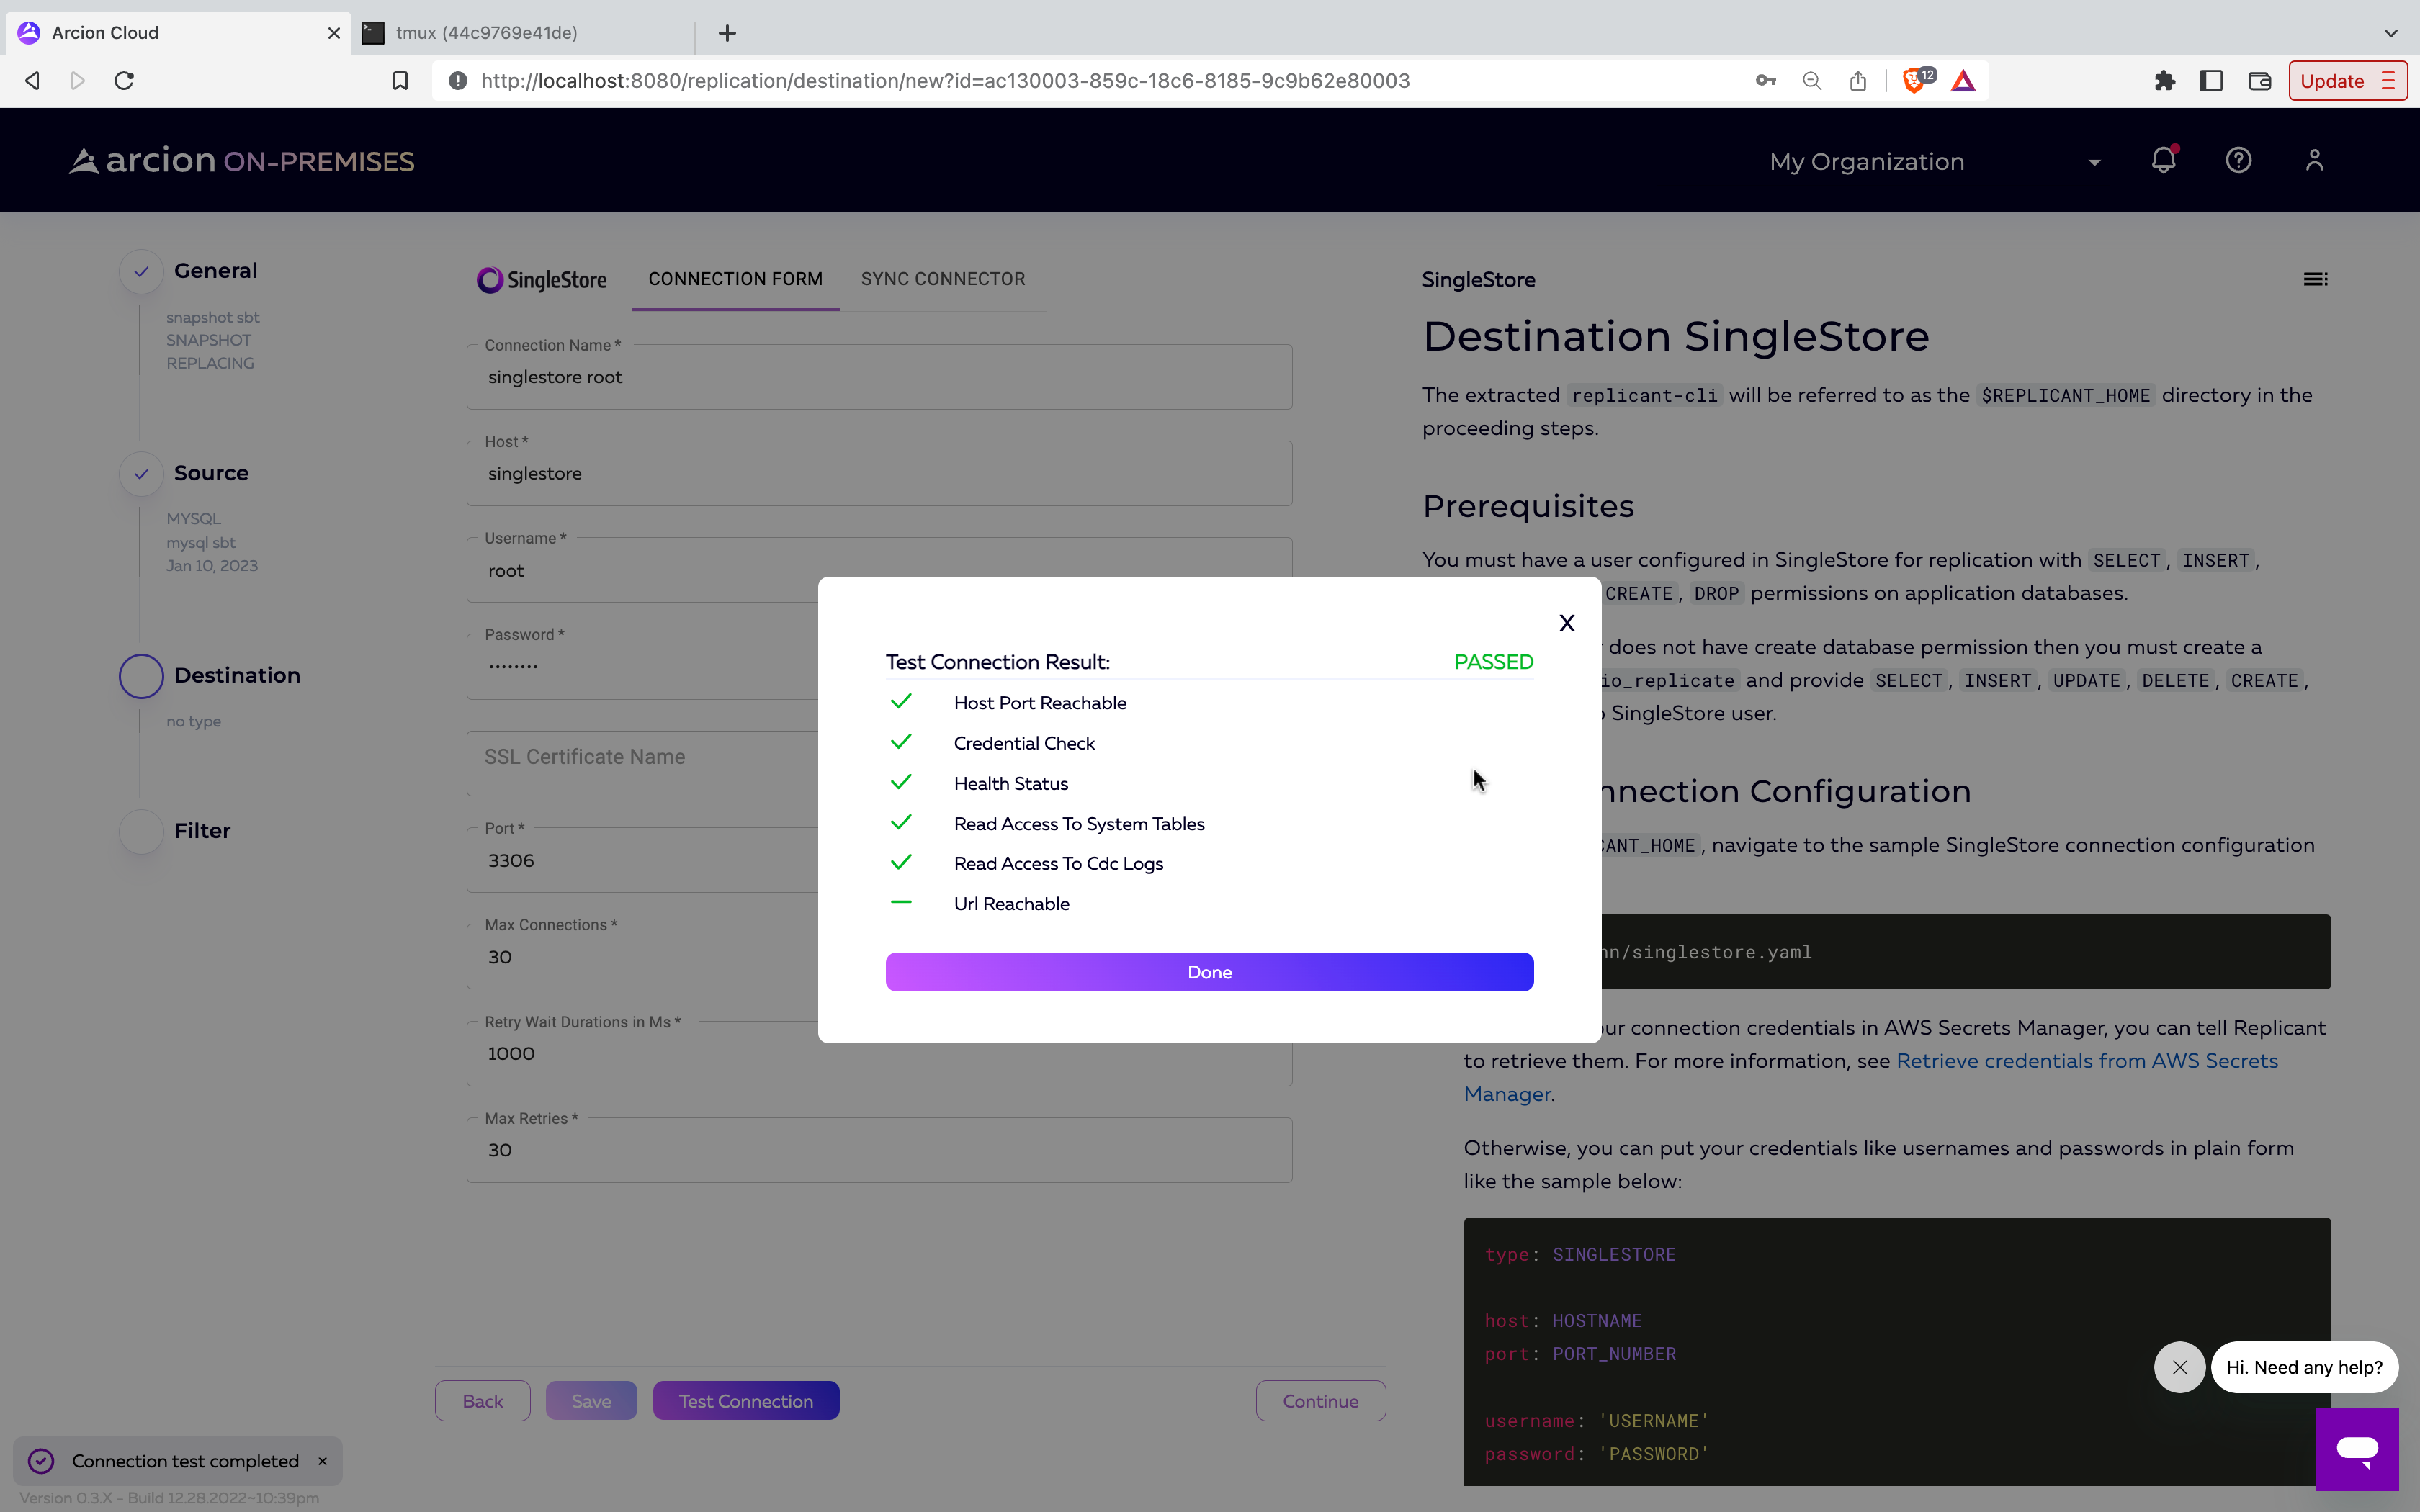 Arcion Cloud
tmux (44c9769e41de)
http://localhost:8080/replication/destination/new?id=ac130003-859c-18c6-8185-9c9b62e80003
12
Update
arcion ON-PREMISES
My Organization
General
snapshot sbt
SNAPSHOT
REPLACING
Source
MYSQL
mysql sbt
Jan 10, 2023
Destination
no type
Filter
SingleStore
CONNECTION FORM
SYNC CONNECTOR
Connection Name *
singlestore root
Host *
singlestore
Username *
root
Password *
••••••••
SSL Certificate Name
Port *
3306
Max Connections *
30
Retry Wait Durations in Ms *
1000
Max Retries *
30
Back
Save
Test Connection
Continue
X
Test Connection Result:
PASSED
Host Port Reachable
Credential Check
Health Status
Read Access To System Tables
Read Access To Cdc Logs
Url Reachable
Done
SingleStore
Destination SingleStore
The extracted replicant-cli will be referred to as the $REPLICANT_HOME directory in the
proceeding steps.
Prerequisites
You must have a user configured in SingleStore for replication with SELECT, INSERT,
CREATE, DROP permissions on application databases.
does not have create database permission then you must create a
io_replicate and provide SELECT, INSERT, UPDATE, DELETE, CREATE,
SingleStore user.
nnection Configuration
CANT_HOME, navigate to the sample SingleStore connection configuration
nn/singlestore.yaml
ur connection credentials in AWS Secrets Manager, you can tell Replicant
to retrieve them. For more information, see Retrieve credentials from AWS Secrets
Manager.
Otherwise, you can put your credentials like usernames and passwords in plain form
like the sample below:
type: SINGLESTORE
host: HOSTNAME
port: PORT_NUMBER
username: 'USERNAME'
password: 'PASSWORD'
Hi. Need any help?
Connection test completed
Version 0.3.X - Build 12.28.2022~10:39pm